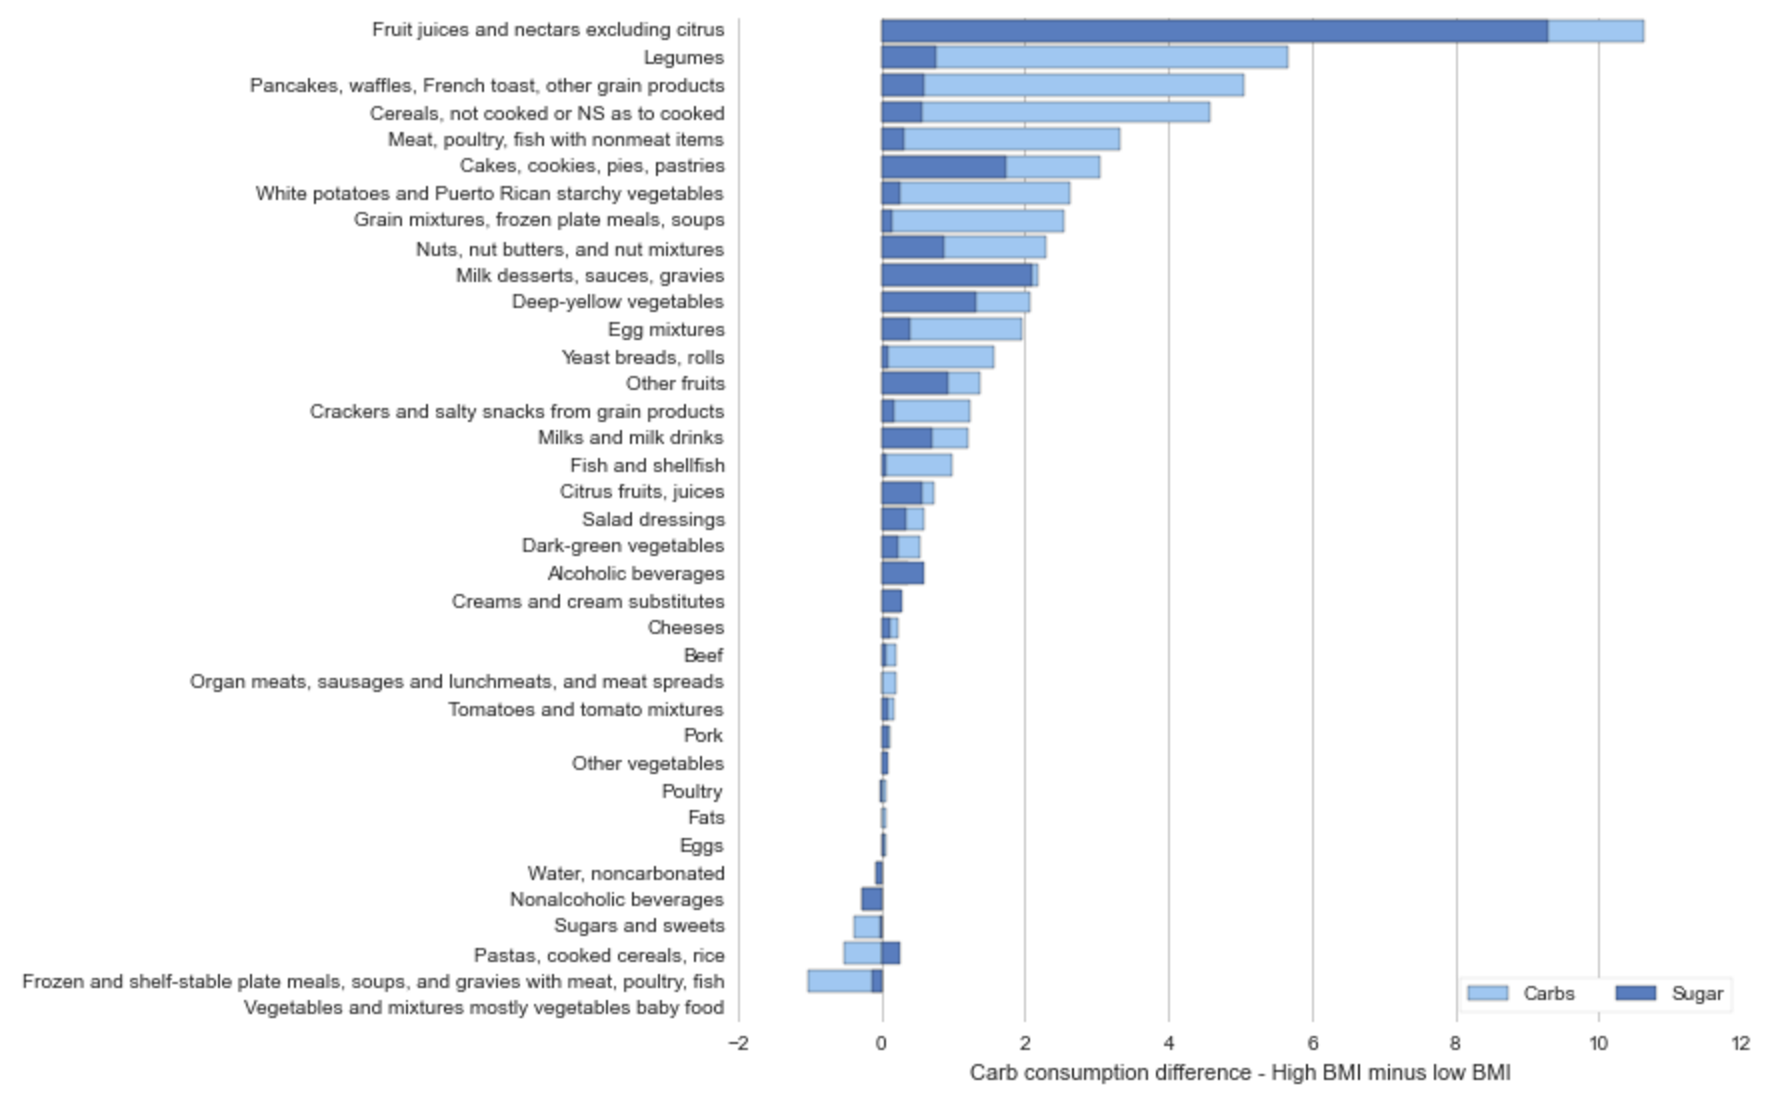 Fruit juices and nectars excluding citrus
Legumes
Pancakes, waffles, French toast, other grain products
Cereals, not cooked or NS as to cooked
Meat, poultry, fish with nonmeat items
Cakes, cookies, pies, pastries
White potatoes and Puerto Rican starchy vegetables
Grain mixtures, frozen plate meals, soups
Nuts, nut butters, and nut mixtures
Milk desserts, sauces, gravies
Deep-yellow vegetables
Egg mixtures
Yeast breads, rolls
Other fruits
Crackers and salty snacks from grain products
Milks and milk drinks
Fish and shellfish
Citrus fruits, juices
Salad dressings
Dark-green vegetables
Alcoholic beverages
Creams and cream substitutes
Cheeses
Beef
Organ meats, sausages and lunchmeats, and meat spreads
Tomatoes and tomato mixtures
Pork
Other vegetables
Poultry
Fats
Eggs
Water, noncarbonated
Nonalcoholic beverages
Sugars and sweets
Pastas, cooked cereals, rice
Frozen and shelf-stable plate meals, soups, and gravies with meat, poultry, fish
Vegetables and mixtures mostly vegetables baby food
Carbs Sugar
−2 0 2 4 6 8 10 12
Carb consumption difference - High BMI minus low BMI